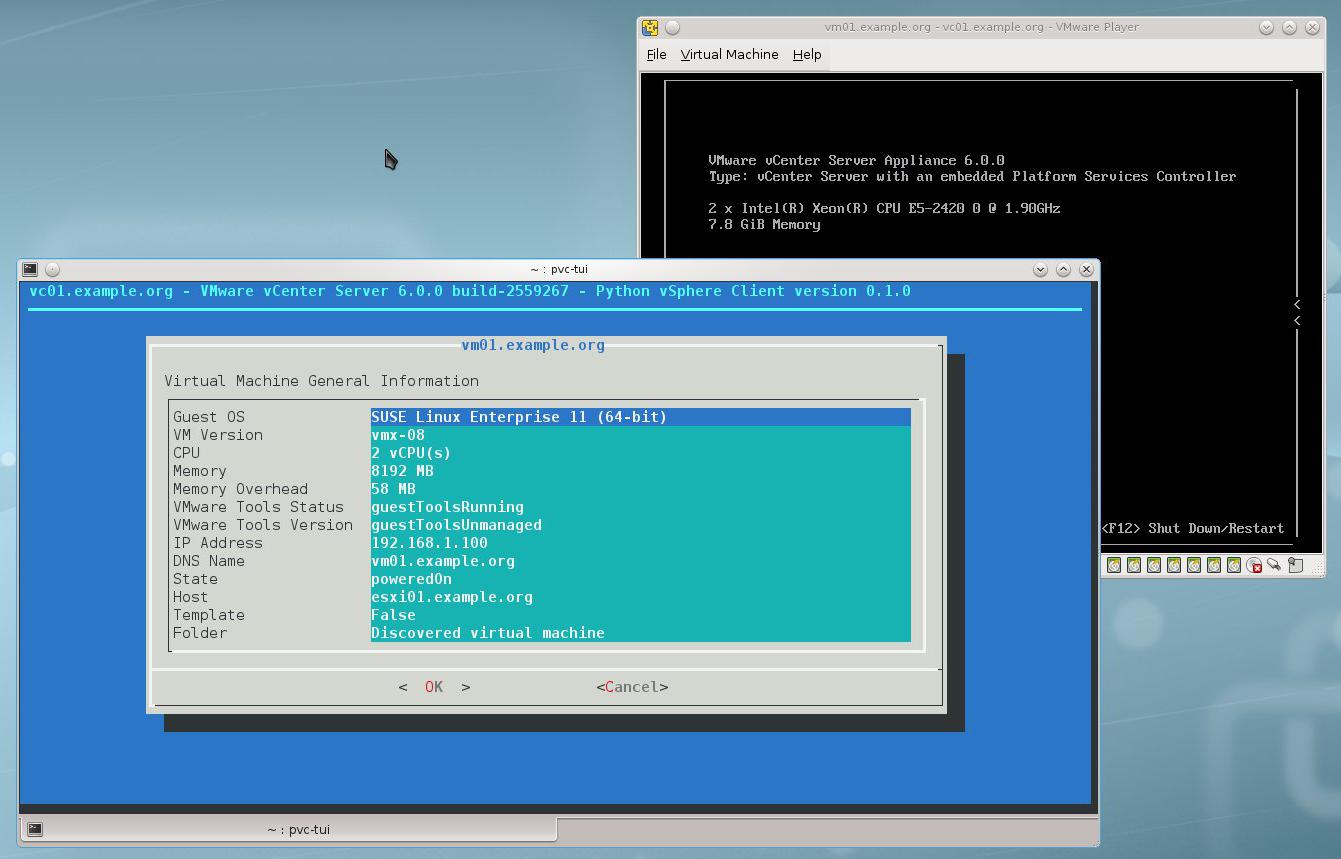 vm01.example.org - vc01.example.org - VMware Player
File Virtual Machine Help
VMware vCenter Server Appliance 6.0.0
Type: vCenter Server with an embedded Platform Services Controller
2 x Intel(R) Xeon(R) CPU E5-2420 0 @ 1.90GHz
7.8 GiB Memory
<
<
<F12> Shut Down/Restart
~ : pvc-tui
vc01.example.org - VMware vCenter Server 6.0.0 build-2559267 - Python vSphere Client version 0.1.0
vm01.example.org
Virtual Machine General Information
Guest OS SUSE Linux Enterprise 11 (64-bit)
VM Version vmx-08
CPU 2 vCPU(s)
Memory 8192 MB
Memory Overhead 58 MB
VMware Tools Status guestToolsRunning
VMware Tools Version guestToolsUnmanaged
IP Address 192.168.1.100
DNS Name vm01.example.org
State poweredOn
Host esxi01.example.org
Template False
Folder Discovered virtual machine
< OK > <Cancel>
~ : pvc-tui